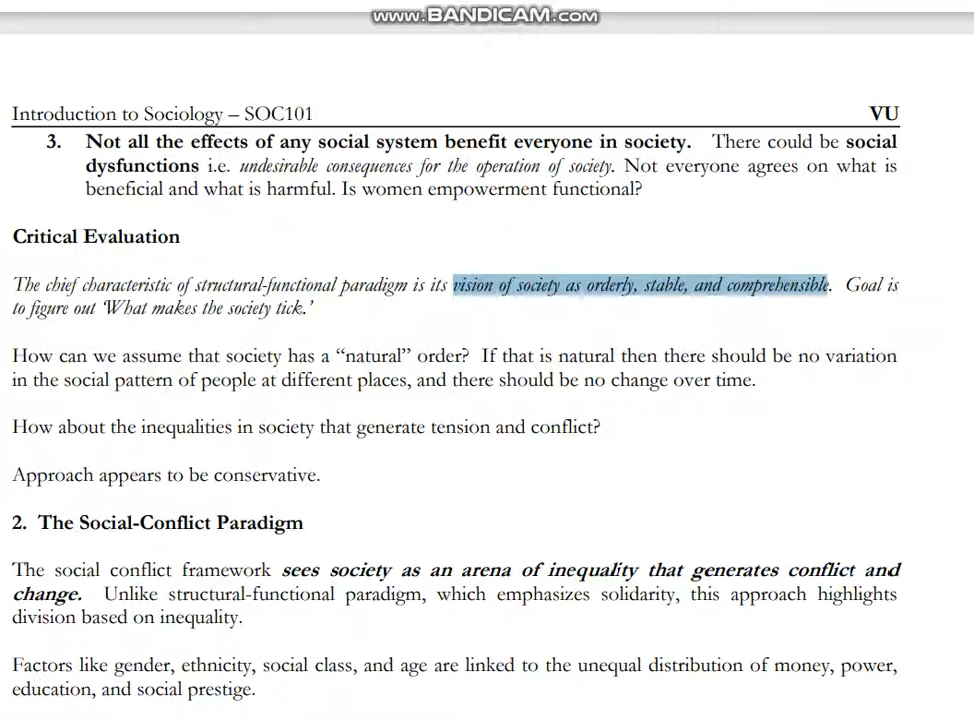 www.BANDICAM.com
Introduction to Sociology – SOC101 VU
3. Not all the effects of any social system benefit everyone in society. There could be social
dysfunctions i.e. undesirable consequences for the operation of society. Not everyone agrees on what is
beneficial and what is harmful. Is women empowerment functional?
Critical Evaluation
The chief characteristic of structural-functional paradigm is its vision of society as orderly, stable, and comprehensible. Goal is
to figure out 'What makes the society tick.'
How can we assume that society has a “natural” order? If that is natural then there should be no variation
in the social pattern of people at different places, and there should be no change over time.
How about the inequalities in society that generate tension and conflict?
Approach appears to be conservative.
2. The Social-Conflict Paradigm
The social conflict framework sees society as an arena of inequality that generates conflict and
change. Unlike structural-functional paradigm, which emphasizes solidarity, this approach highlights
division based on inequality.
Factors like gender, ethnicity, social class, and age are linked to the unequal distribution of money, power,
education, and social prestige.